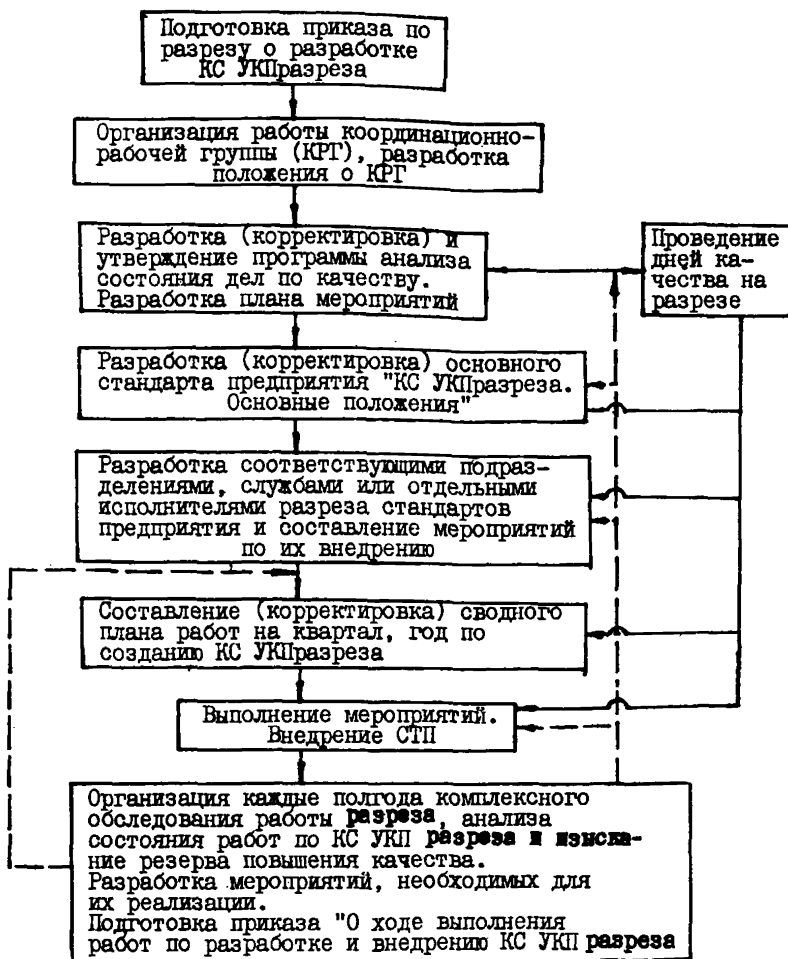 Подготовка приказа по
разрезу о разработке
КС УКПразреза
Организация работы координационно-
рабочей группы (КРГ), разработка
положения о КРГ
Разработка (корректировка) и
утверждение программы анализа
состояния дел по качеству.
Разработка плана мероприятий
Проведение
дней ка-
чества на
разрезе
Разработка (корректировка) основного
стандарта предприятия "КС УКПразреза.
Основные положения"
Разработка соответствующими подраз-
делениями, службами или отдельными
исполнителями разреза стандартов
предприятия и составление мероприятий
по их внедрению
Составление (корректировка) сводного
плана работ на квартал, год по
созданию КС УКПразреза
Выполнение мероприятий.
Внедрение СТП
Организация каждые полгода комплексного
обследования работы разреза, анализа
состояния работ по КС УКП разреза и изыска-
ние резерва повышения качества.
Разработка мероприятий, необходимых для
их реализации.
Подготовка приказа "О ходе выполнения
работ по разработке и внедрению КС УКП разреза